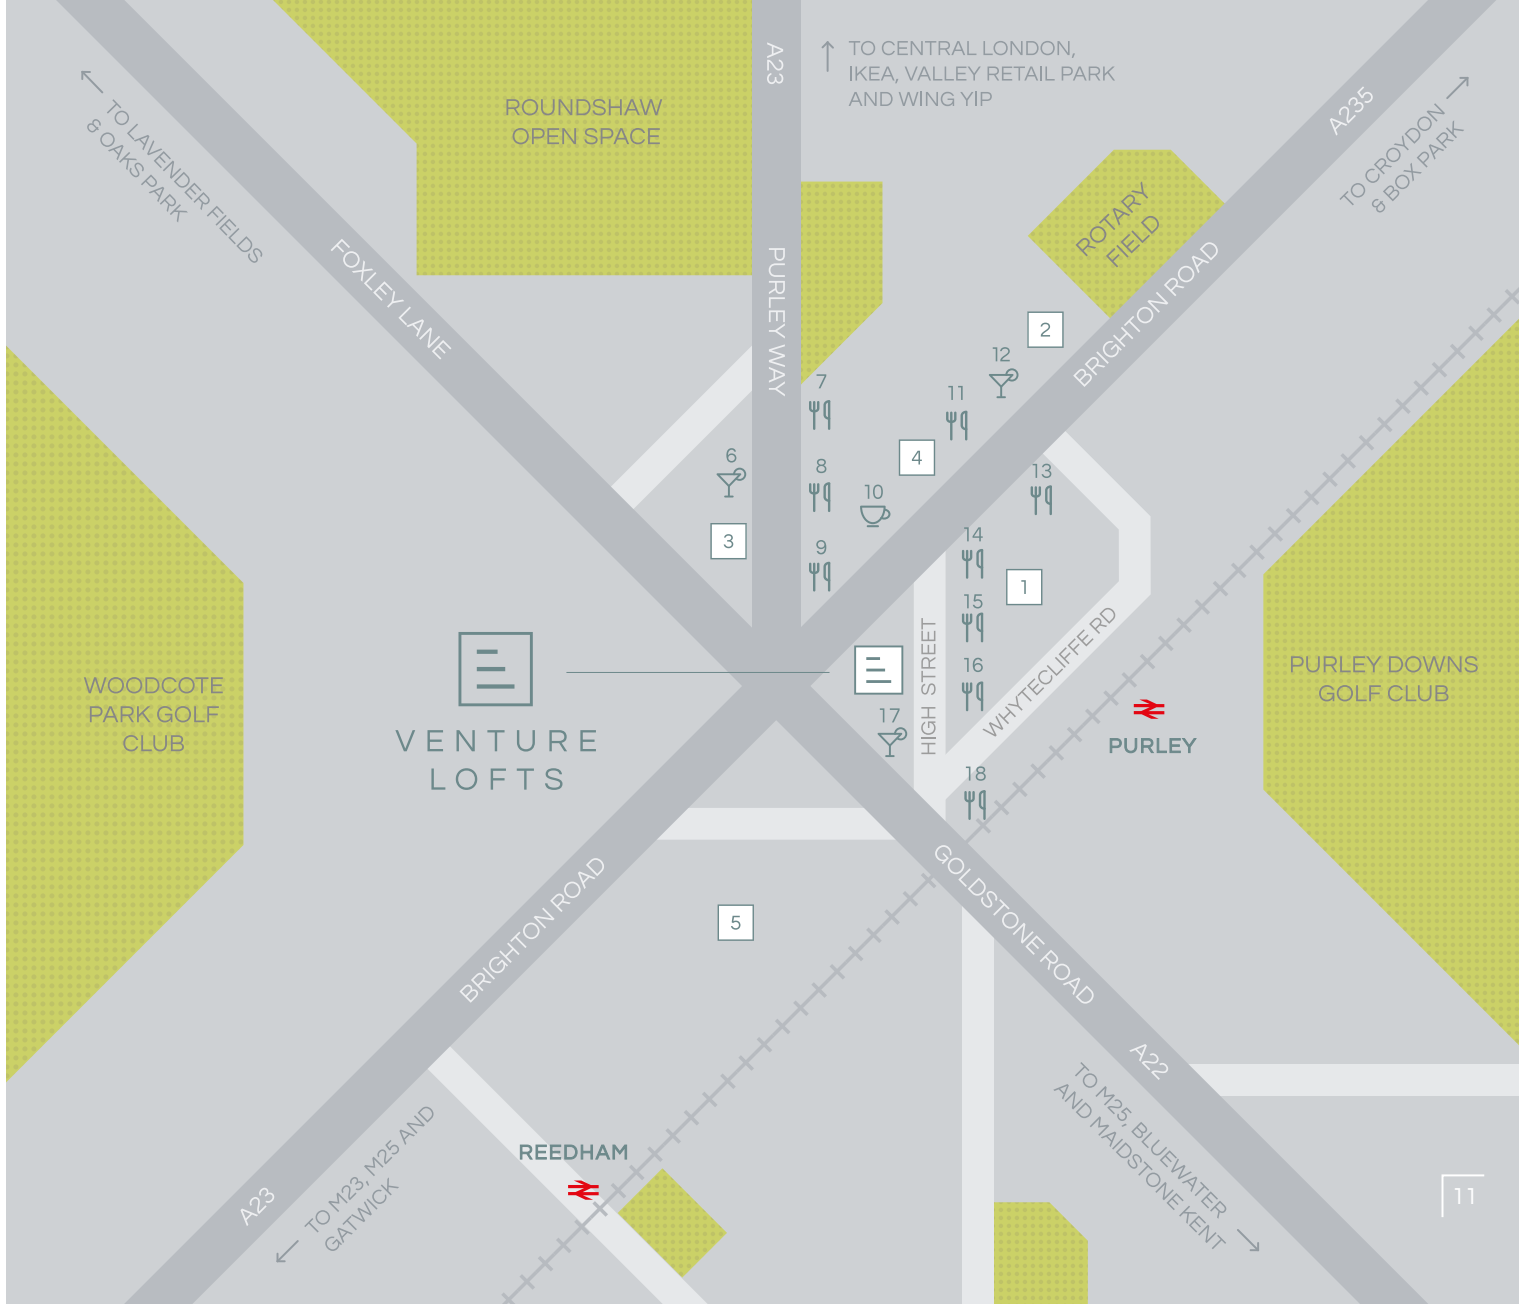 A23
TO CENTRAL LONDON,
IKEA, VALLEY RETAIL PARK
AND WING YIP
A235
TO CROYDON
& BOX PARK
TO LAVENDER FIELDS
& OAKS PARK
ROUNDSHAW
OPEN SPACE
ROTARY
FIELD
FOXLEY LANE
PURLEY WAY
BRIGHTON ROAD
2
12
7
11
6
8
4
10
13
3
9
14
1
15
HIGH STREET
WHYTECLIFFE RD
16
17
18
WOODCOTE
PARK GOLF
CLUB
VENTURE
LOFTS
PURLEY
PURLEY DOWNS
GOLF CLUB
BRIGHTON ROAD
5
GOLDSTONE ROAD
A22
TO M25, BLUEWATER
AND MAIDSTONE KENT
REEDHAM
A23
TO M23, M25 AND
GATWICK
11